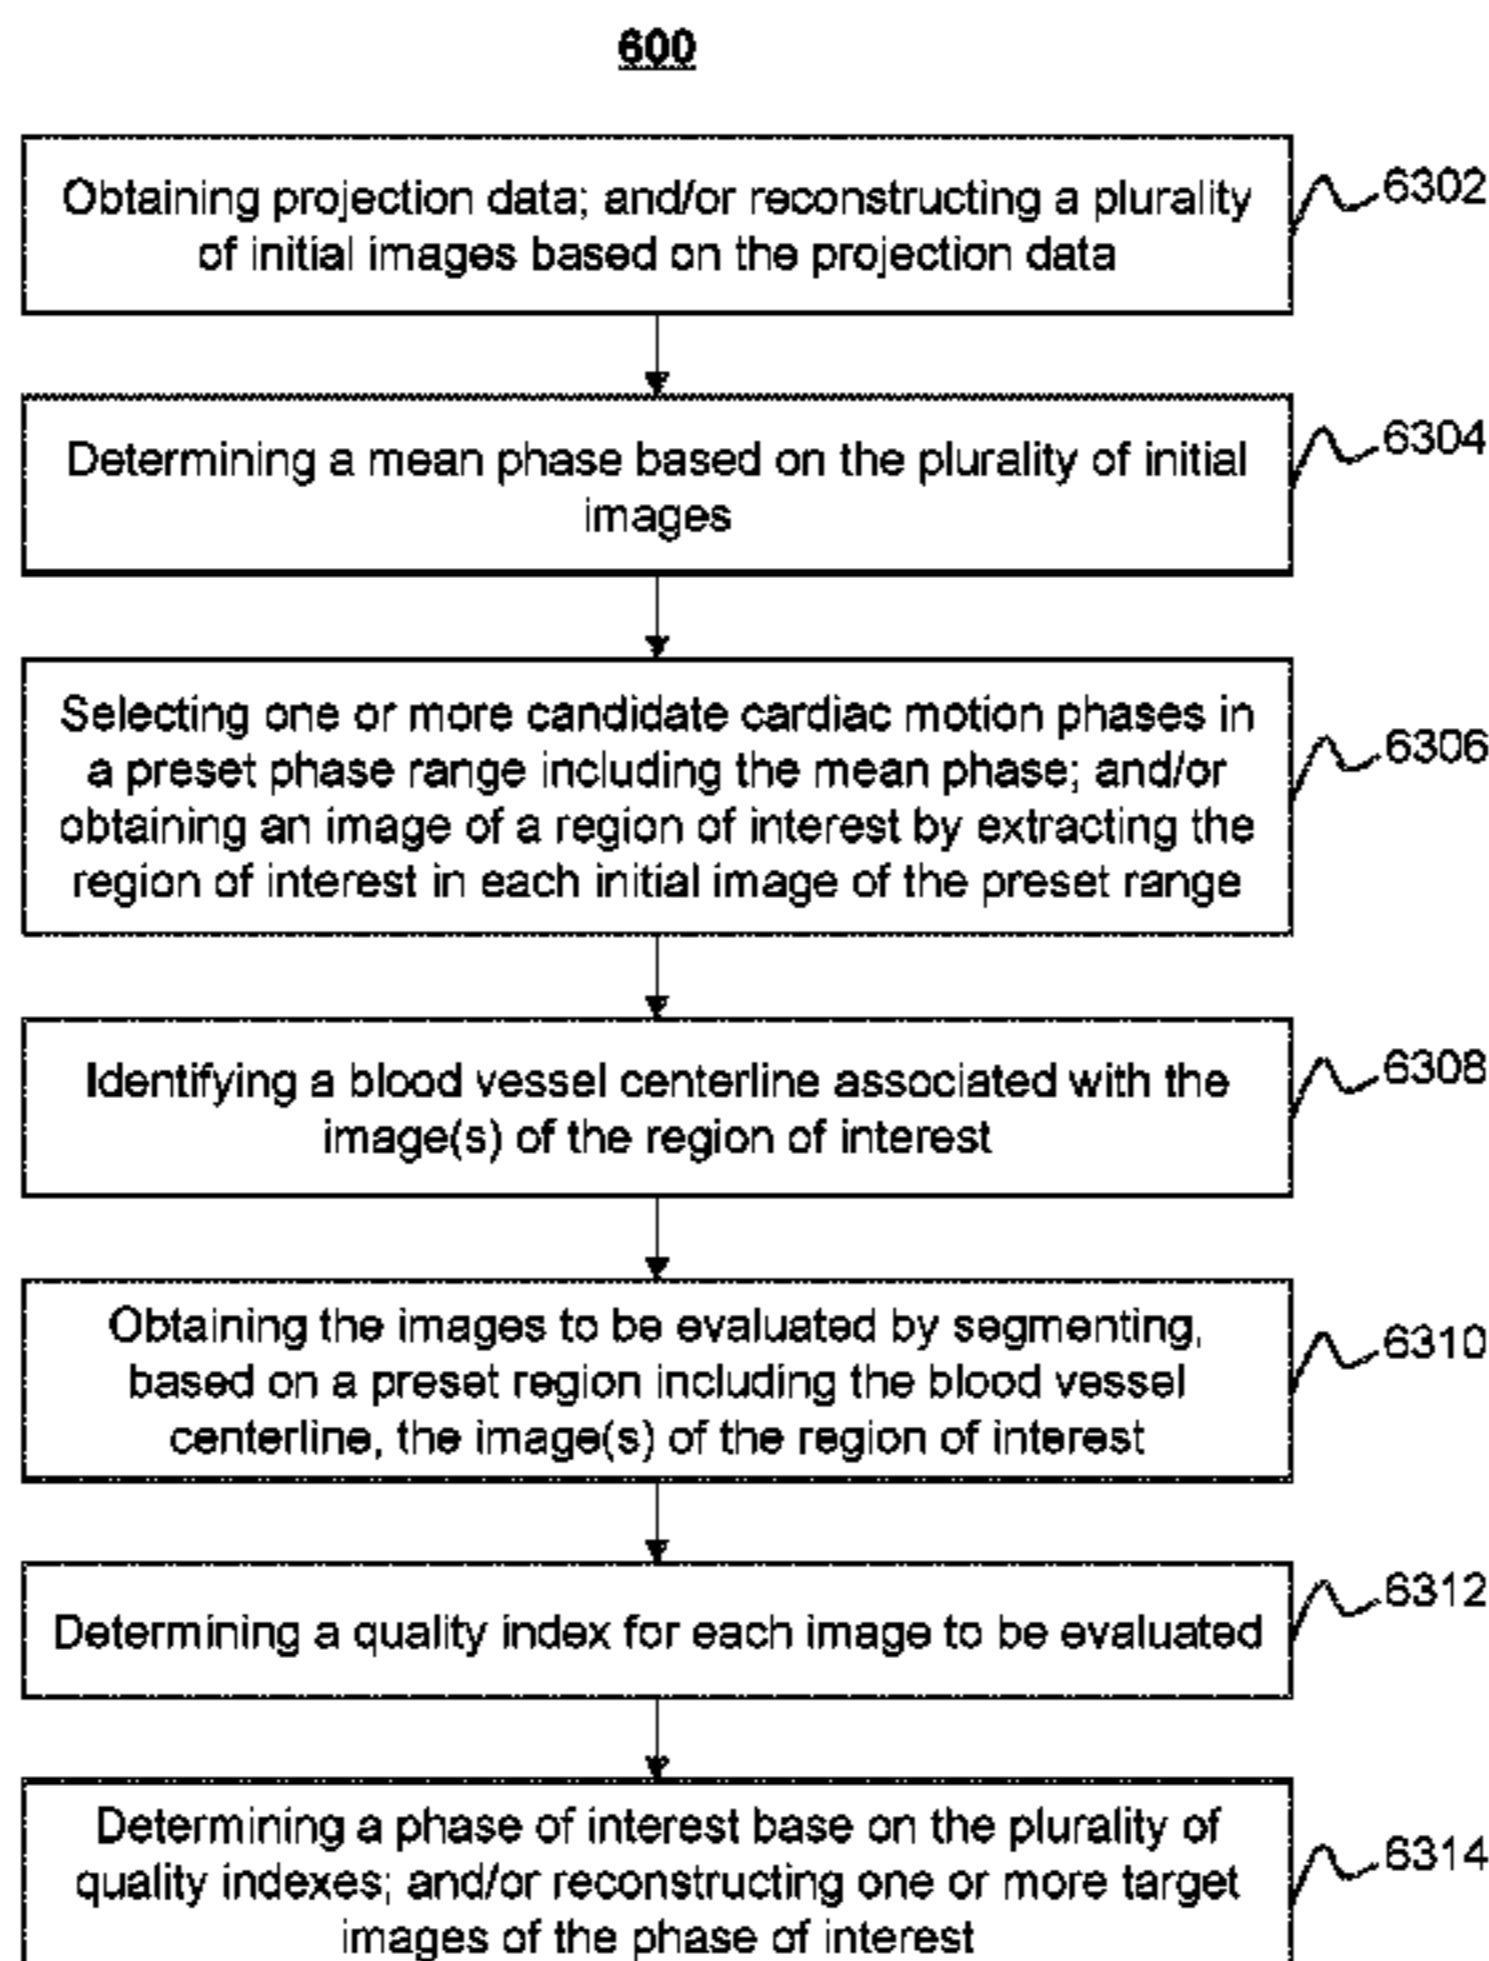 600
Obtaining projection data; and/or reconstructing a plurality
of initial images based on the projection data
6302
Determining a mean phase based on the plurality of initial
images
6304
Selecting one or more candidate cardiac motion phases in
a preset phase range including the mean phase; and/or
obtaining an image of a region of interest by extracting the
region of interest in each initial image of the preset range
6306
Identifying a blood vessel centerline associated with the
image(s) of the region of interest
6308
Obtaining the images to be evaluated by segmenting,
based on a preset region including the blood vessel
centerline, the image(s) of the region of interest
6310
Determining a quality index for each image to be evaluated
6312
Determining a phase of interest base on the plurality of
quality indexes; and/or reconstructing one or more target
images of the phase of interest
6314